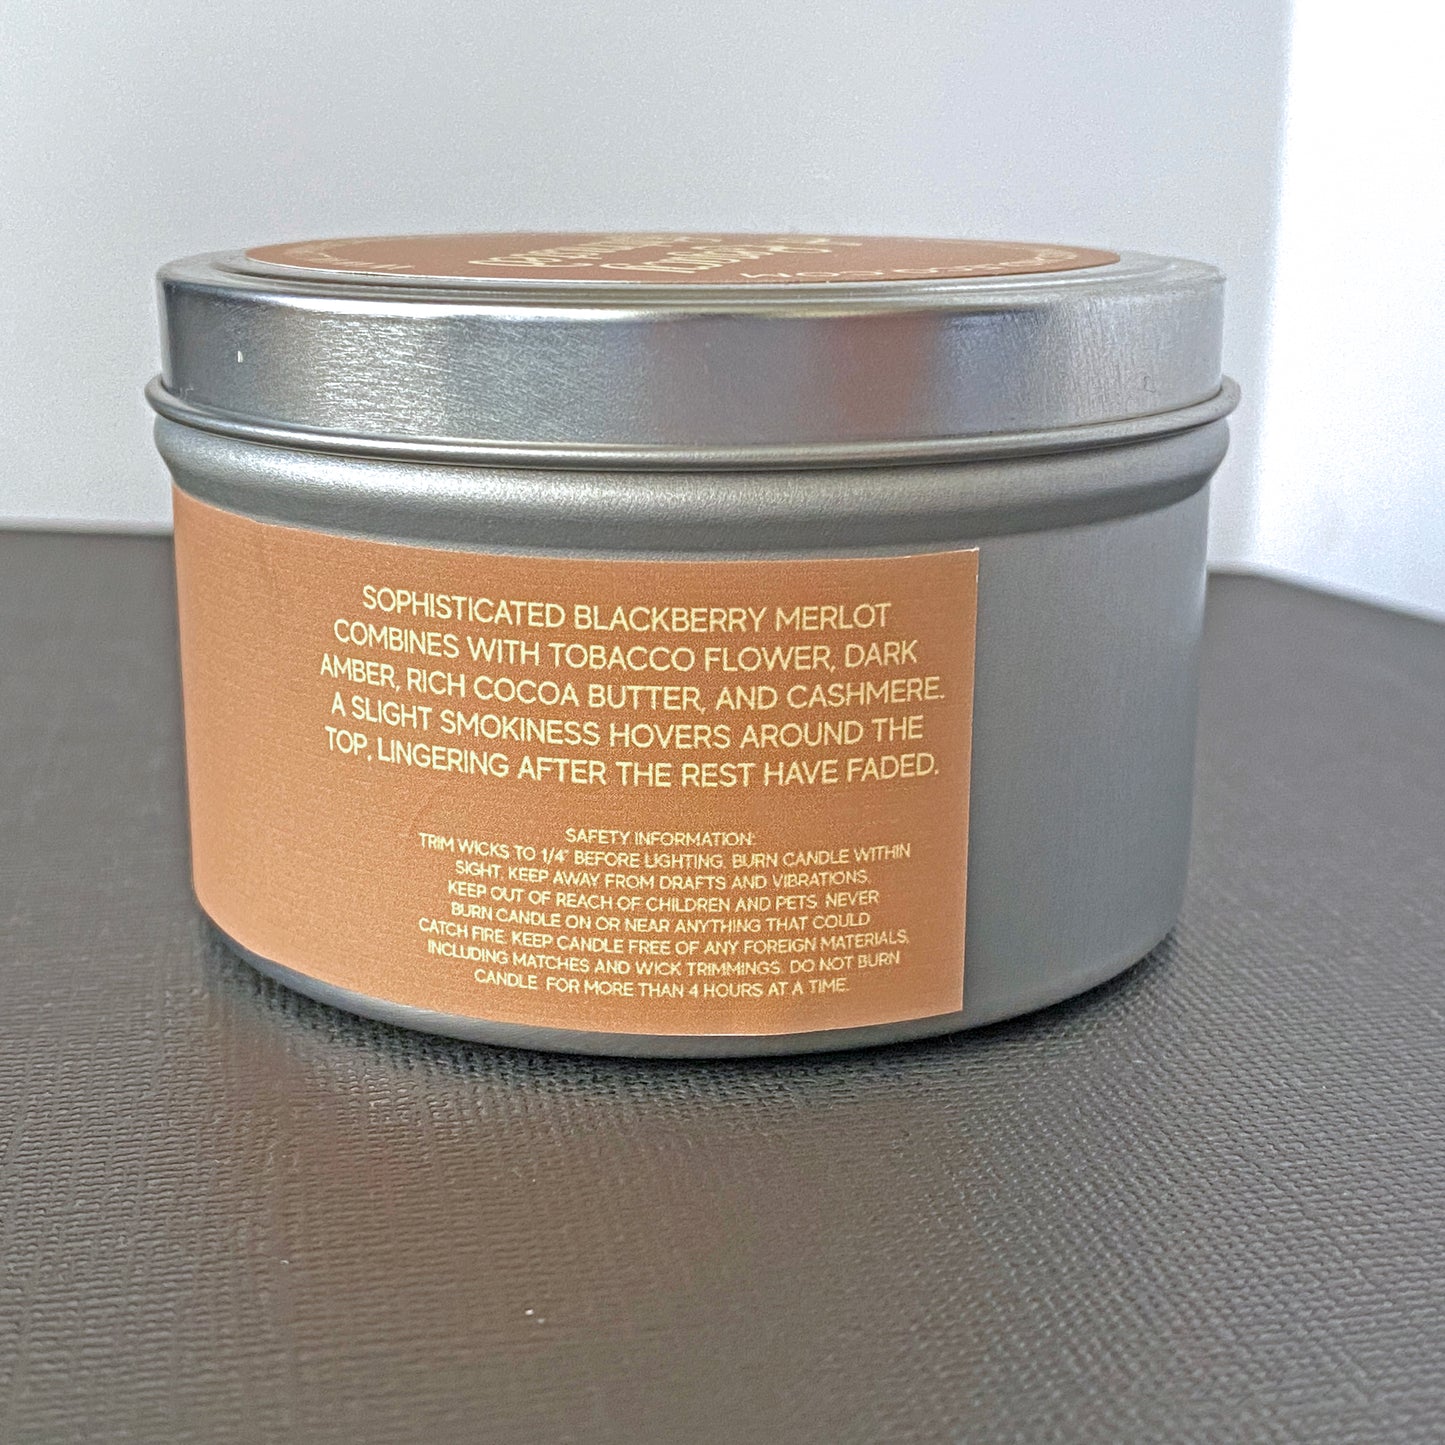 SOPHISTICATED BLACKBERRY MERLOT
COMBINES WITH TOBACCO FLOWER, DARK
AMBER, RICH COCOA BUTTER, AND CASHMERE.
A SLIGHT SMOKINESS HOVERS AROUND THE
TOP, LINGERING AFTER THE REST HAVE FADED.
SAFETY INFORMATION:
TRIM WICKS TO 1/4" BEFORE LIGHTING. BURN CANDLE WITHIN
SIGHT. KEEP AWAY FROM DRAFTS AND VIBRATIONS.
KEEP OUT OF REACH OF CHILDREN AND PETS. NEVER
BURN CANDLE ON OR NEAR ANYTHING THAT COULD
CATCH FIRE. KEEP CANDLE FREE OF ANY FOREIGN MATERIALS,
INCLUDING MATCHES AND WICK TRIMMINGS. DO NOT BURN
CANDLE FOR MORE THAN 4 HOURS AT A TIME.